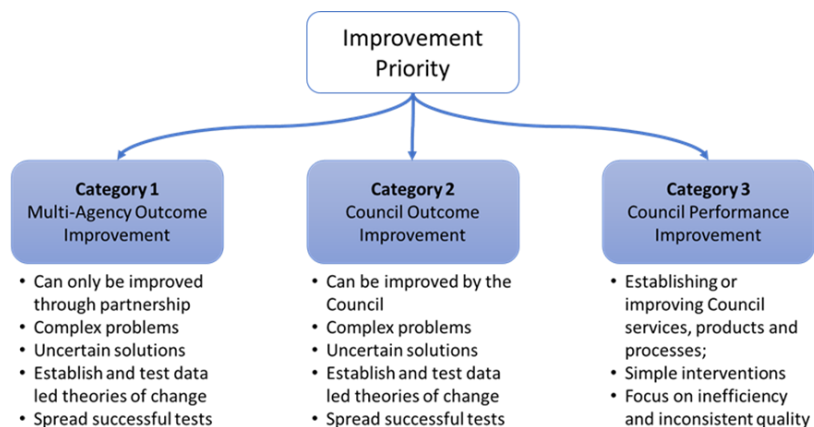 Improvement
Priority
Category 1
Multi-Agency Outcome
Improvement
• Can only be improved
through partnership
• Complex problems
• Uncertain solutions
• Establish and test data
led theories of change
• Spread successful tests
Category 2
Council Outcome
Improvement
• Can be improved by the
Council
• Complex problems
• Uncertain solutions
• Establish and test data
led theories of change
• Spread successful tests
Category 3
Council Performance
Improvement
• Establishing or
improving Council
services, products and
processes;
• Simple interventions
• Focus on inefficiency
and inconsistent quality